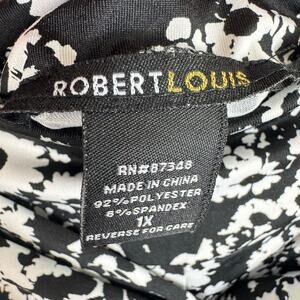 ROBERT LOUIS
RN#87348
MADE IN CHINA
92% POLYESTER
8% SPANDEX
1X
REVERSE FOR CARE